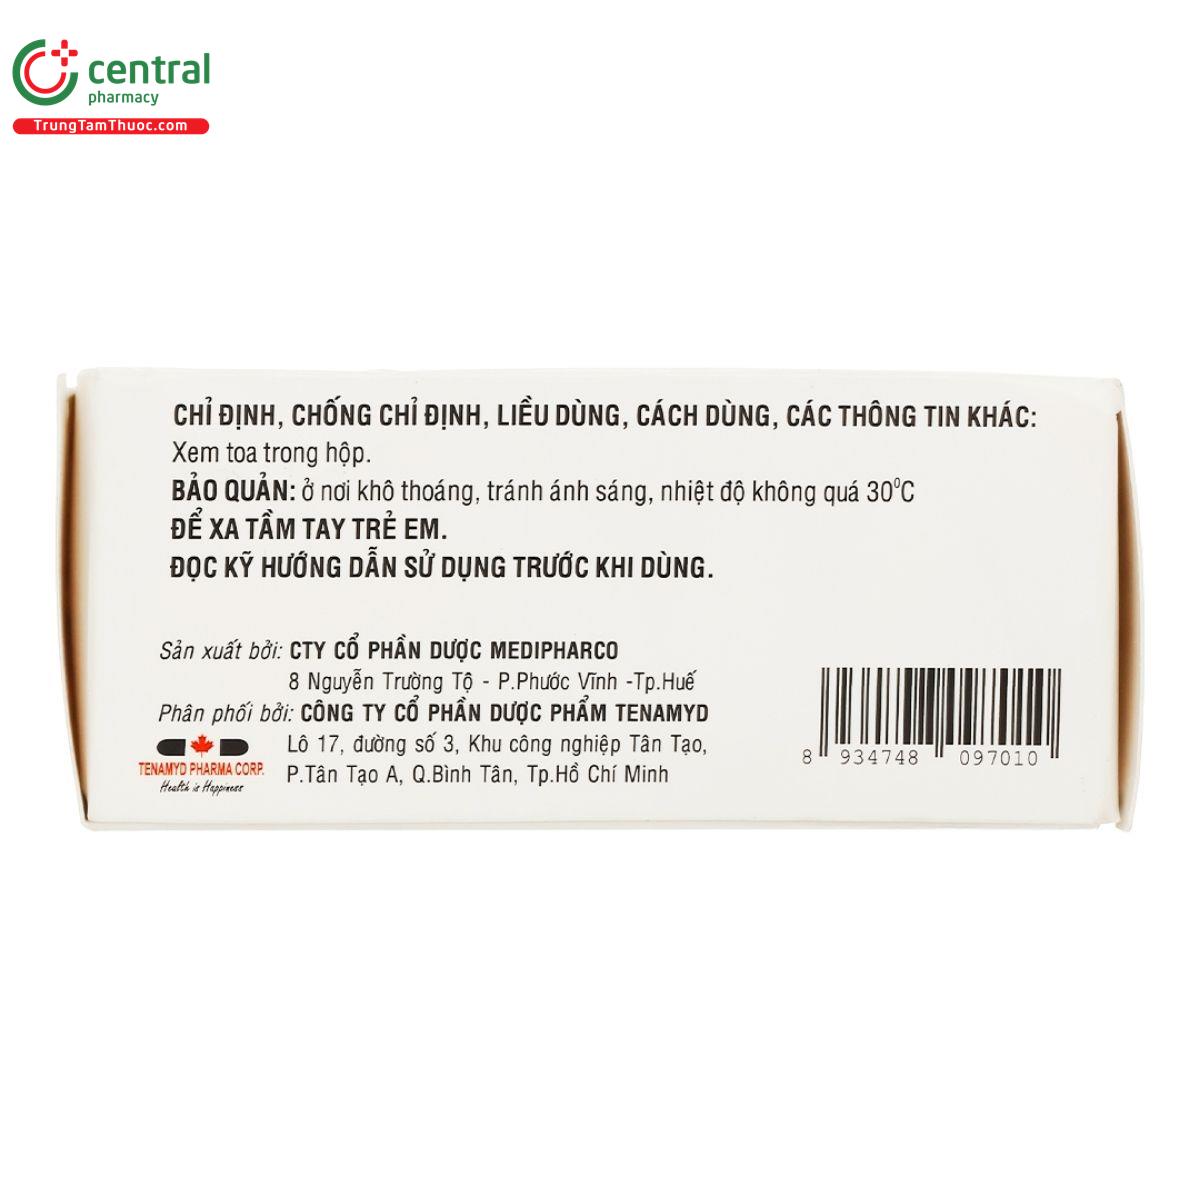 central
pharmacy
TrungTamThuoc.com
CHỈ ĐỊNH, CHỐNG CHỈ ĐỊNH, LIỀU DÙNG, CÁCH DÙNG, CÁC THÔNG TIN KHÁC:
Xem toa trong hộp.
BẢO QUẢN: ở nơi khô thoáng, tránh ánh sáng, nhiệt độ không quá 30⁰C
ĐỂ XA TẦM TAY TRẺ EM.
ĐỌC KỸ HƯỚNG DẪN SỬ DỤNG TRƯỚC KHI DÙNG.
Sản xuất bởi: CTY CỔ PHẦN DƯỢC MEDIPHARCO
8 Nguyễn Trường Tộ - P.Phước Vĩnh -Tp.Huế
Phân phối bởi: CÔNG TY CỔ PHẦN DƯỢC PHẨM TENAMYD
Lô 17, đường số 3, Khu công nghiệp Tân Tạo,
P.Tân Tạo A, Q.Bình Tân, Tp.Hồ Chí Minh
TENAMYD PHARMA CORP.
Health is Happiness
8 934748 097010